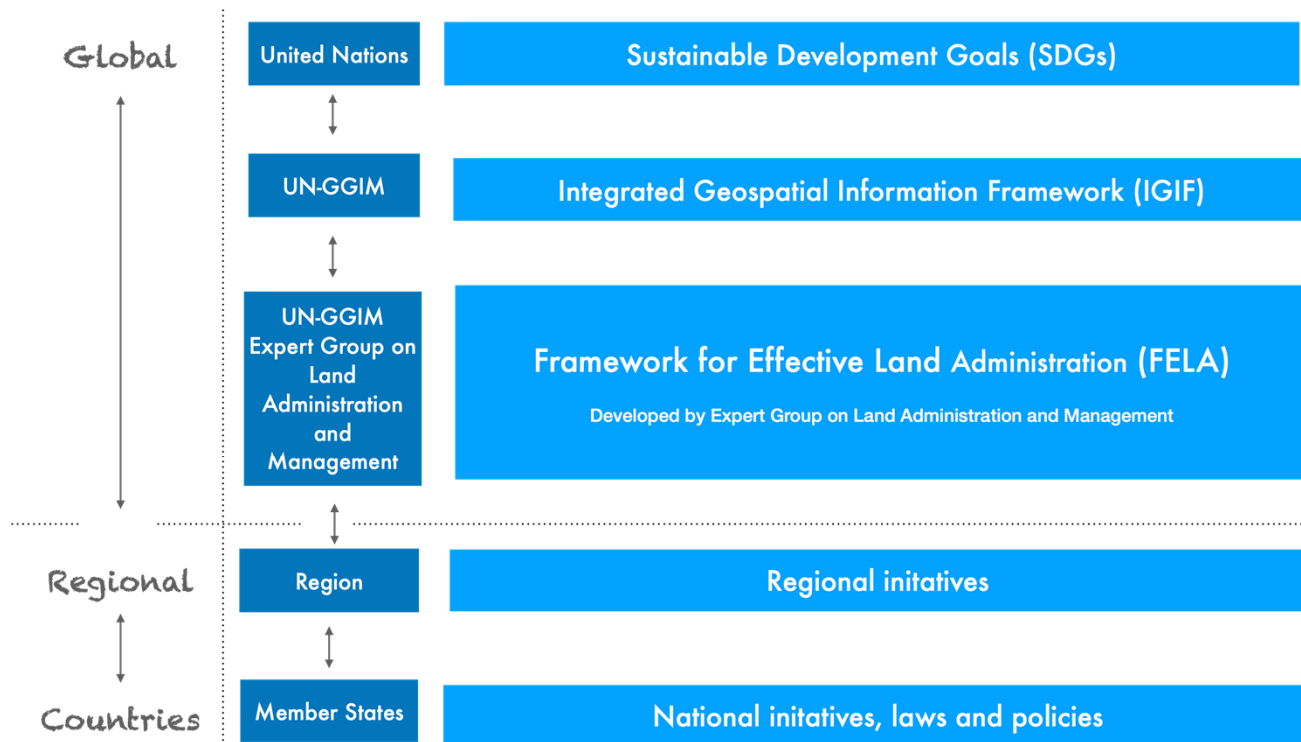 Global
United Nations
Sustainable Development Goals (SDGs)
UN-GGIM
Integrated Geospatial Information Framework (IGIF)
UN-GGIM
Expert Group on
Land
Administration
and
Management
Framework for Effective Land Administration (FELA)
Developed by Expert Group on Land Administration and Management
Regional
Region
Regional initatives
Countries
Member States
National initatives, laws and policies